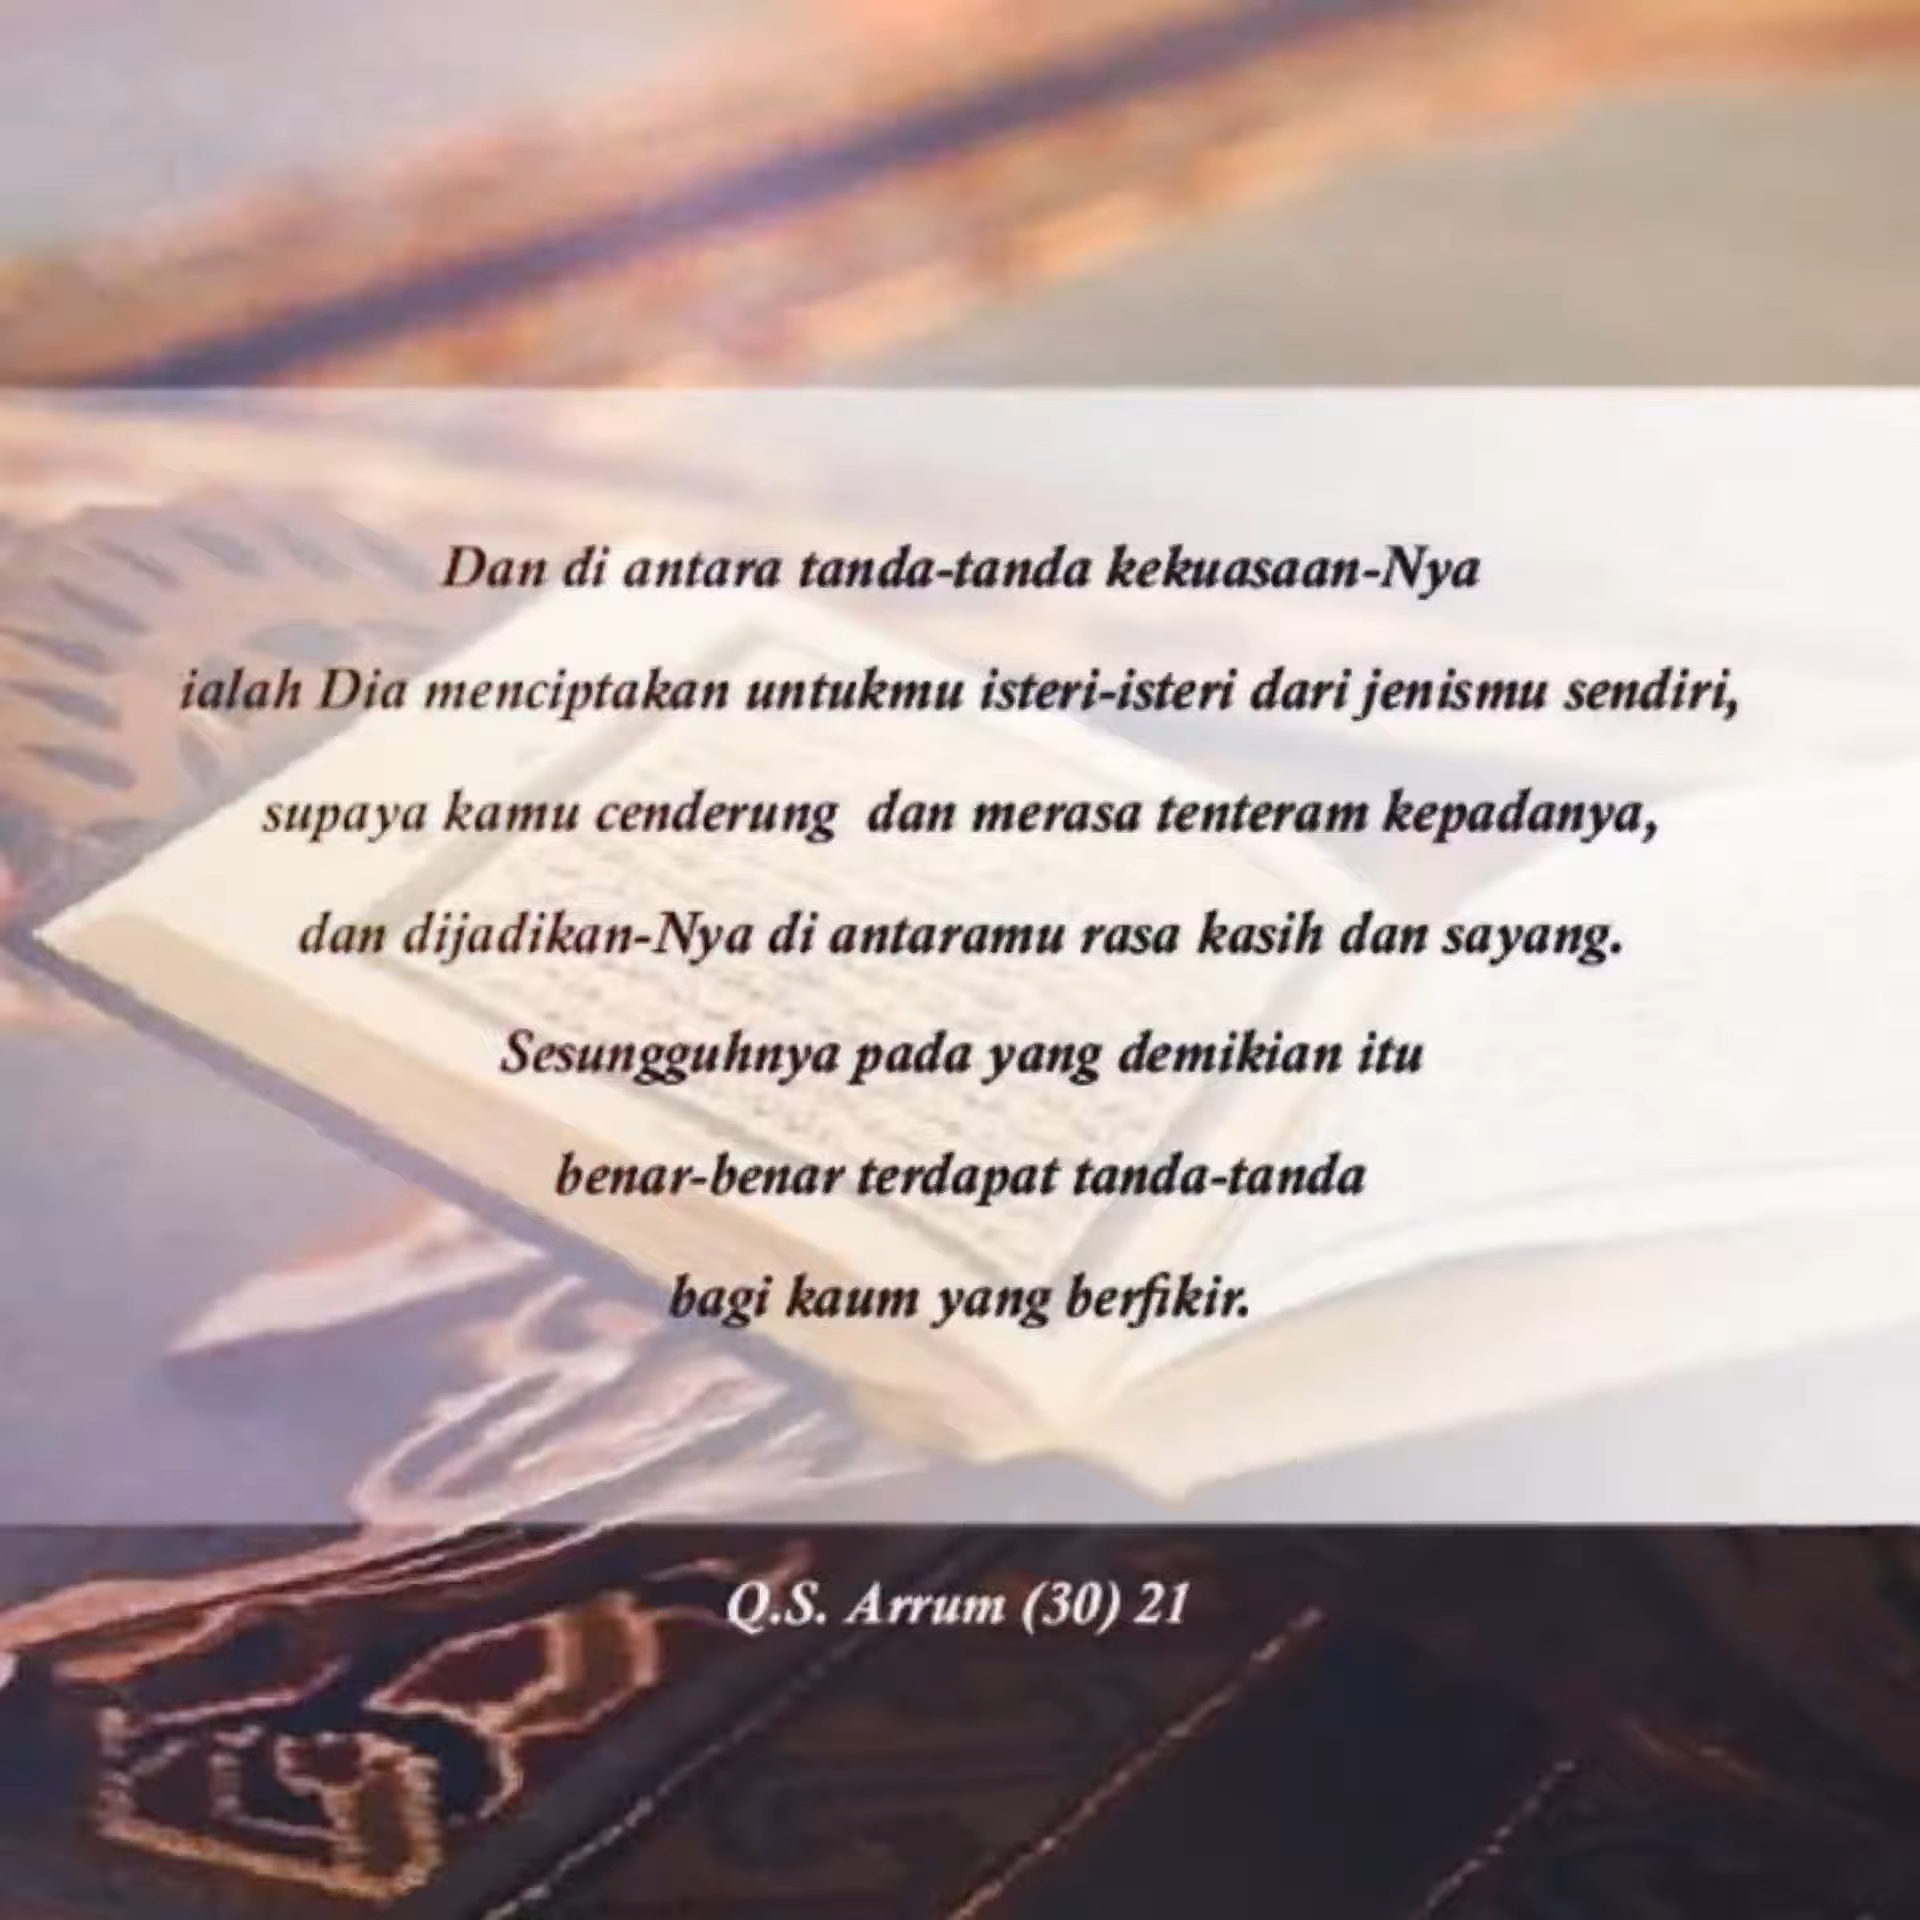 Dan di antara tanda-tanda kekuasaan-Nya
ialah Dia menciptakan untukmu isteri-isteri dari jenismu sendiri,
supaya kamu cenderung dan merasa tenteram kepadanya,
dan dijadikan-Nya di antaramu rasa kasih dan sayang.
Sesungguhnya pada yang demikian itu
benar-benar terdapat tanda-tanda
bagi kaum yang berfikir.
Q.S. Arrum (30) 21